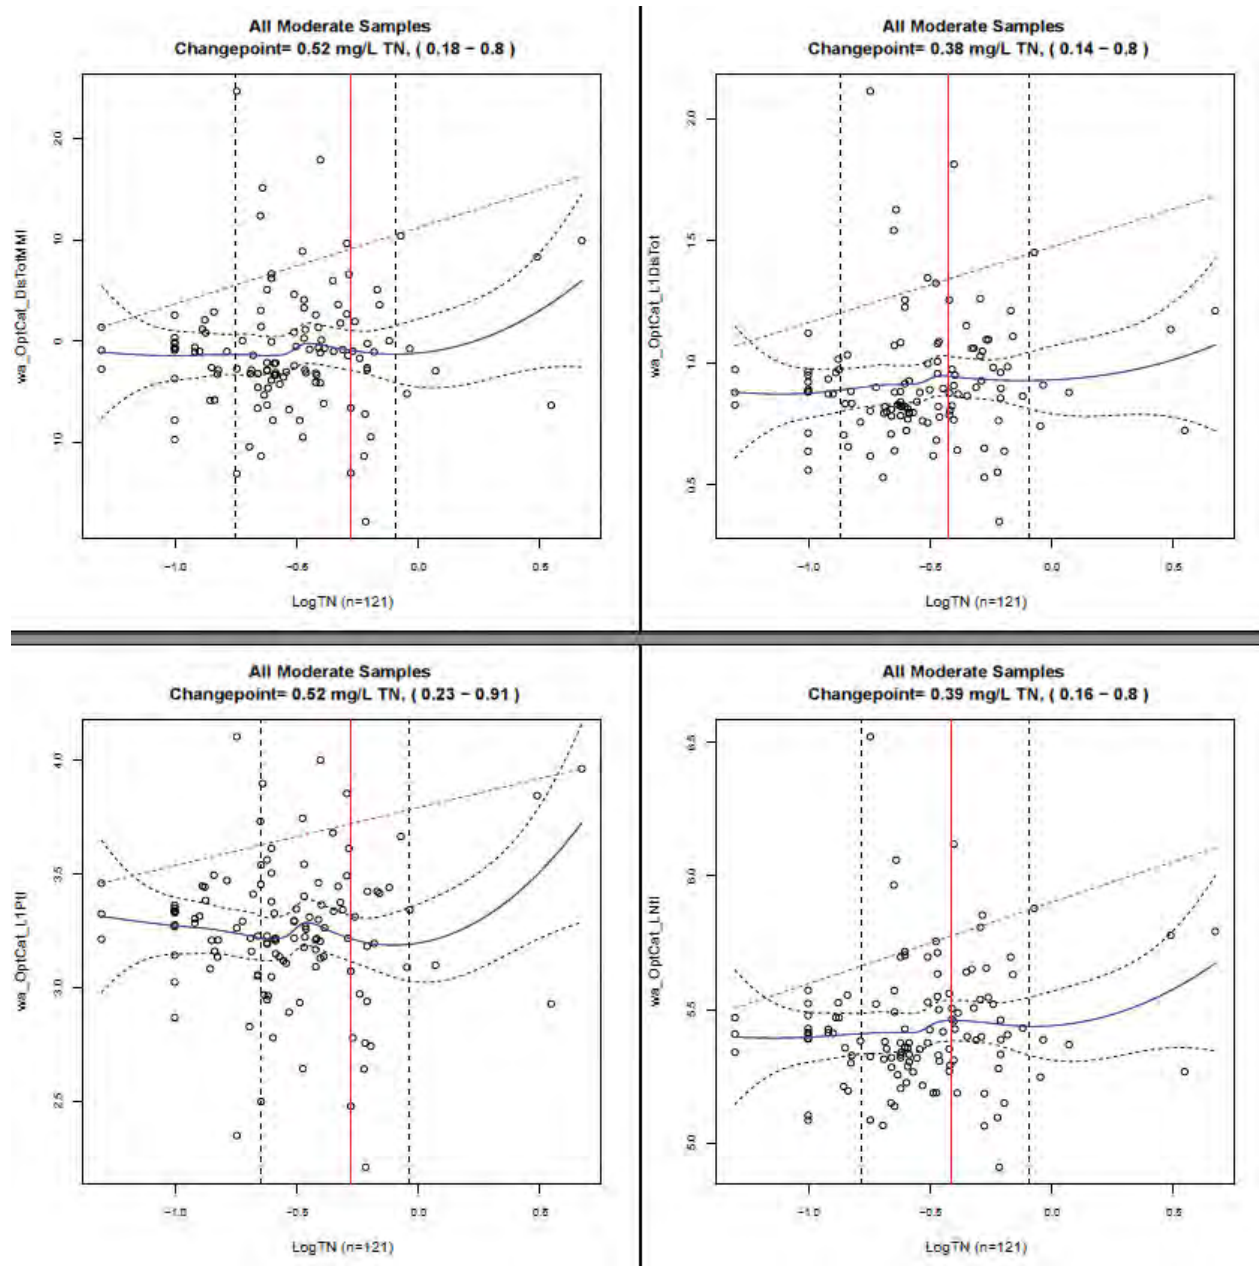 All Moderate Samples
Changepoint= 0.52 mg/L TN, ( 0.18 − 0.8 )
wa_OptCat_DisTotMMI
20
10
0
−10
−1.0 −0.5 0.0 0.5
LogTN (n=121)
All Moderate Samples
Changepoint= 0.38 mg/L TN, ( 0.14 − 0.8 )
wa_OptCat_L1DisTot
2.0
1.5
1.0
0.5
−1.0 −0.5 0.0 0.5
LogTN (n=121)
All Moderate Samples
Changepoint= 0.52 mg/L TN, ( 0.23 − 0.91 )
wa_OptCat_L1Ptl
4.0
3.5
3.0
2.5
−1.0 −0.5 0.0 0.5
LogTN (n=121)
All Moderate Samples
Changepoint= 0.39 mg/L TN, ( 0.16 − 0.8 )
wa_OptCat_LNtl
6.5
6.0
5.5
5.0
−1.0 −0.5 0.0 0.5
LogTN (n=121)